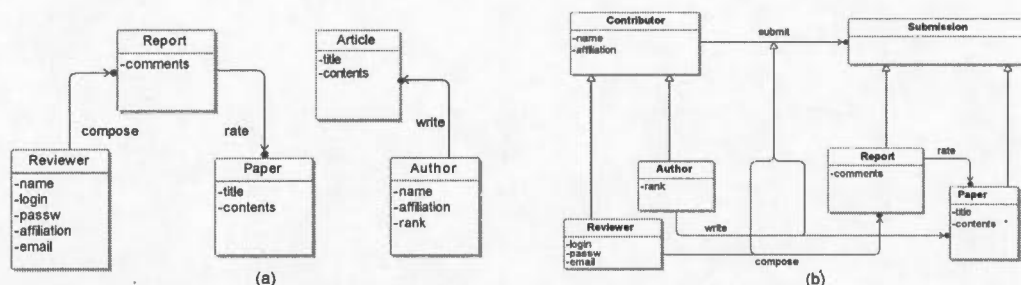 Report
-comments
Article
-title
-contents
compose
rate
write
Reviewer
-name
-login
-passw
-affiliation
-email
Paper
-title
-contents
Author
-name
-affiliation
-rank
(a)
Contributor
-name
-affiliation
submit
Submission
Author
-rank
Report
-comments
rate
Paper
-title
-contents
Reviewer
-login
-passw
-email
write
compose
(b)